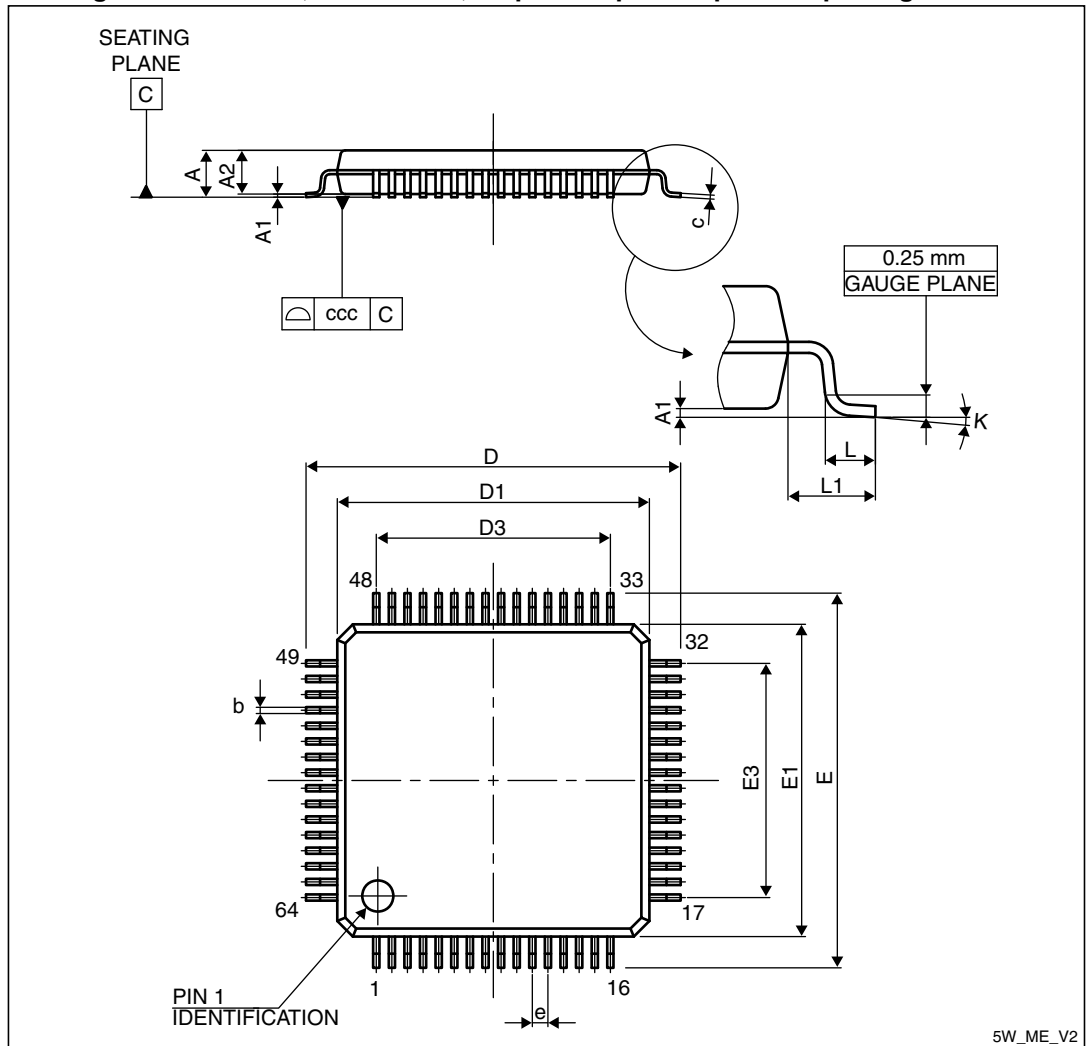 SEATING
PLANE
C
A
A2
A1
c
ccc C
0.25 mm
GAUGE PLANE
A1
K
L
L1
D
D1
D3
48
33
49
32
b
E3
E1
E
64
17
1
16
e
PIN 1
IDENTIFICATION
5W_ME_V2